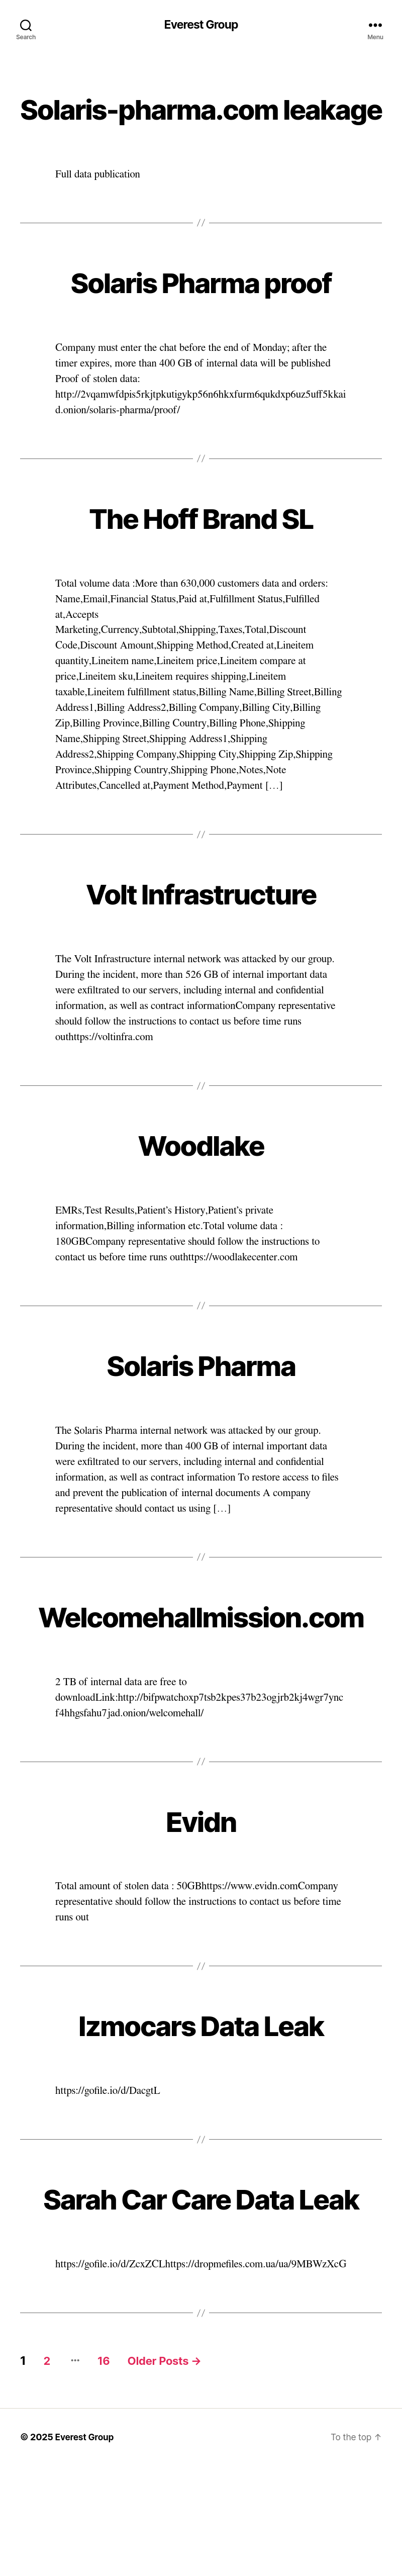 Everest Group
Search
Menu
Solaris-pharma.com leakage
Full data publication
//
Solaris Pharma proof
Company must enter the chat before the end of Monday; after the
timer expires, more than 400 GB of internal data will be published
Proof of stolen data:
http://2vqamwfdpis5rkjtpkutigykp56n6hkxfurm6qukdxp6uz5uff5kkai
d.onion/solaris-pharma/proof/
//
The Hoff Brand SL
Total volume data :More than 630,000 customers data and orders:
Name,Email,Financial Status,Paid at,Fulfillment Status,Fulfilled
at,Accepts
Marketing,Currency,Subtotal,Shipping,Taxes,Total,Discount
Code,Discount Amount,Shipping Method,Created at,Lineitem
quantity,Lineitem name,Lineitem price,Lineitem compare at
price,Lineitem sku,Lineitem requires shipping,Lineitem
taxable,Lineitem fulfillment status,Billing Name,Billing Street,Billing
Address1,Billing Address2,Billing Company,Billing City,Billing
Zip,Billing Province,Billing Country,Billing Phone,Shipping
Name,Shipping Street,Shipping Address1,Shipping
Address2,Shipping Company,Shipping City,Shipping Zip,Shipping
Province,Shipping Country,Shipping Phone,Notes,Note
Attributes,Cancelled at,Payment Method,Payment […]
//
Volt Infrastructure
The Volt Infrastructure internal network was attacked by our group.
During the incident, more than 526 GB of internal important data
were exfiltrated to our servers, including internal and confidential
information, as well as contract informationCompany representative
should follow the instructions to contact us before time runs
outhttps://voltinfra.com
//
Woodlake
EMRs,Test Results,Patient's History,Patient's private
information,Billing information etc.Total volume data :
180GBCompany representative should follow the instructions to
contact us before time runs outhttps://woodlakecenter.com
//
Solaris Pharma
The Solaris Pharma internal network was attacked by our group.
During the incident, more than 400 GB of internal important data
were exfiltrated to our servers, including internal and confidential
information, as well as contract information To restore access to files
and prevent the publication of internal documents A company
representative should contact us using […]
//
Welcomehallmission.com
2 TB of internal data are free to
downloadLink:http://bifpwatchoxp7tsb2kpes37b23ogjrb2kj4wgr7ync
f4hhgsfahu7jad.onion/welcomehall/
//
Evidn
Total amount of stolen data : 50GBhttps://www.evidn.comCompany
representative should follow the instructions to contact us before time
runs out
//
Izmocars Data Leak
https://gofile.io/d/DacgtL
//
Sarah Car Care Data Leak
https://gofile.io/d/ZcxZCLhttps://dropmefiles.com.ua/ua/9MBWzXcG
//
1 2 … 16 Older Posts →
© 2025 Everest Group
To the top ↑